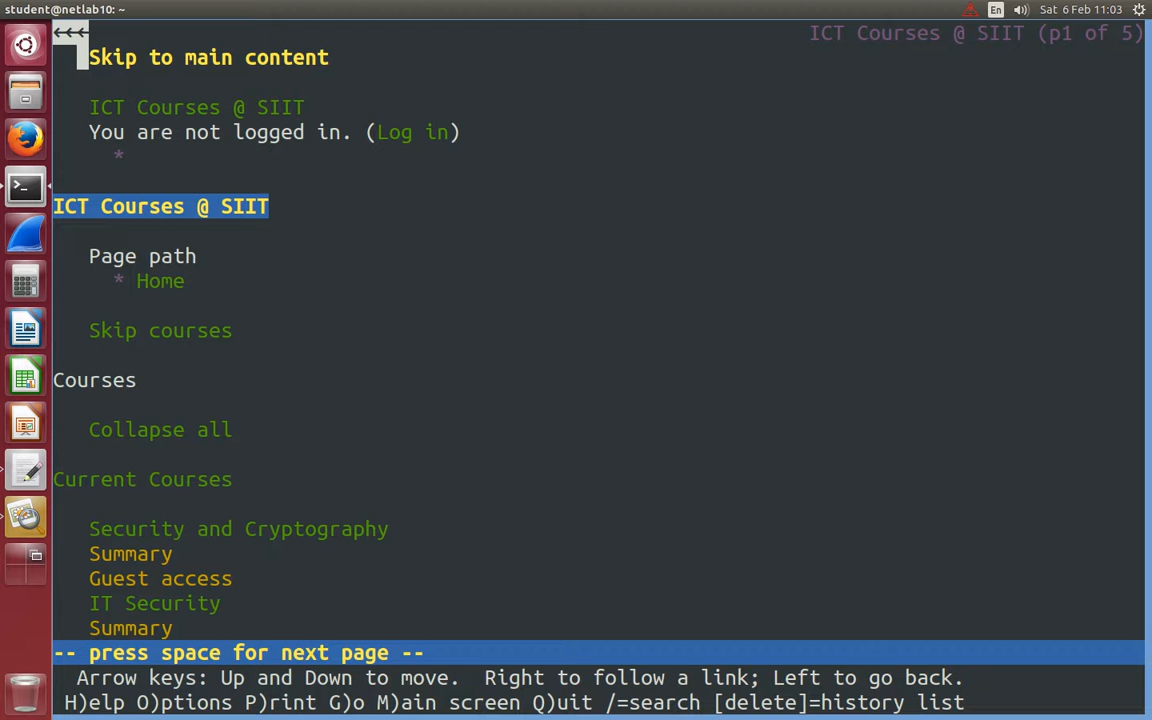 student@netlab10: ~
En
Sat 6 Feb 11:03
←←← ICT Courses @ SIIT (p1 of 5)
Skip to main content
ICT Courses @ SIIT
You are not logged in. (Log in)
*
ICT Courses @ SIIT
Page path
* Home
Skip courses
Courses
Collapse all
Current Courses
Security and Cryptography
Summary
Guest access
IT Security
Summary
-- press space for next page --
Arrow keys: Up and Down to move. Right to follow a link; Left to go back.
H)elp O)ptions P)rint G)o M)ain screen Q)uit /=search [delete]=history list